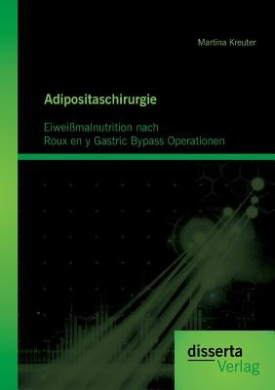 Martina Kreuter
Adipositaschirurgie
Eiweißmalnutrition nach
Roux en y Gastric Bypass Operationen
disserta
Verlag